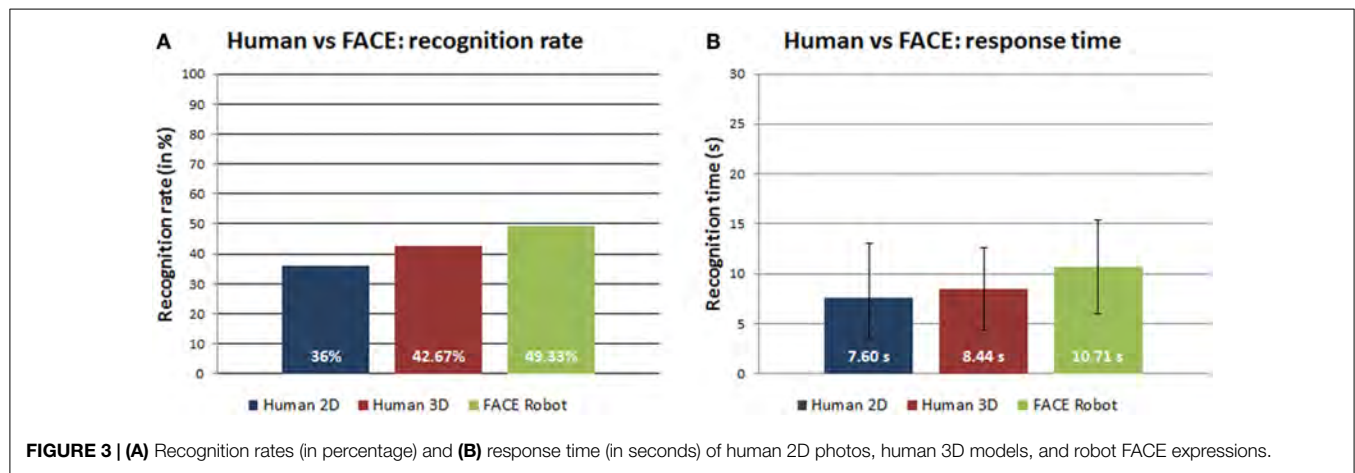 A Human vs FACE: recognition rate
Recognition rate (in %)
100
90
80
70
60
50
40
30
20
10
0
36% 42.67% 49.33%
Human 2D Human 3D FACE Robot
B Human vs FACE: response time
Recognition time (s)
30
25
20
15
10
5
0
7.60 s 8.44 s 10.71 s
Human 2D Human 3D FACE Robot
FIGURE 3 | (A) Recognition rates (in percentage) and (B) response time (in seconds) of human 2D photos, human 3D models, and robot FACE expressions.